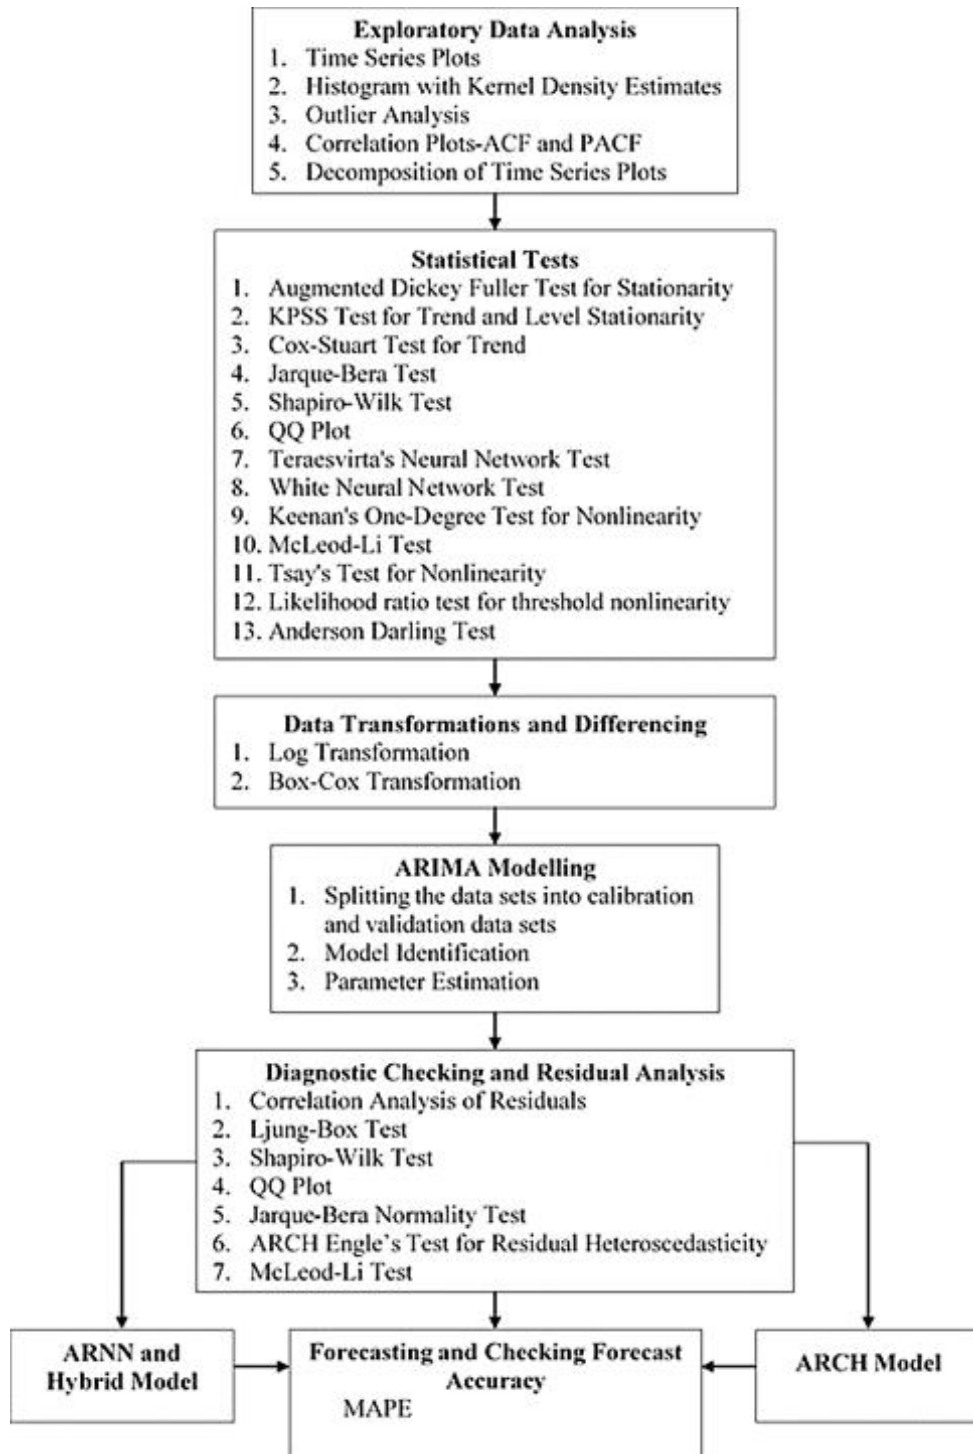 Exploratory Data Analysis
1. Time Series Plots
2. Histogram with Kernel Density Estimates
3. Outlier Analysis
4. Correlation Plots-ACF and PACF
5. Decomposition of Time Series Plots
Statistical Tests
1. Augmented Dickey Fuller Test for Stationarity
2. KPSS Test for Trend and Level Stationarity
3. Cox-Stuart Test for Trend
4. Jarque-Bera Test
5. Shapiro-Wilk Test
6. QQ Plot
7. Teraesvirta's Neural Network Test
8. White Neural Network Test
9. Keenan's One-Degree Test for Nonlinearity
10. McLeod-Li Test
11. Tsay's Test for Nonlinearity
12. Likelihood ratio test for threshold nonlinearity
13. Anderson Darling Test
Data Transformations and Differencing
1. Log Transformation
2. Box-Cox Transformation
ARIMA Modelling
1. Splitting the data sets into calibration
and validation data sets
2. Model Identification
3. Parameter Estimation
Diagnostic Checking and Residual Analysis
1. Correlation Analysis of Residuals
2. Ljung-Box Test
3. Shapiro-Wilk Test
4. QQ Plot
5. Jarque-Bera Normality Test
6. ARCH Engle's Test for Residual Heteroscedasticity
7. McLeod-Li Test
ARNN and
Hybrid Model
Forecasting and Checking Forecast
Accuracy
MAPE
ARCH Model